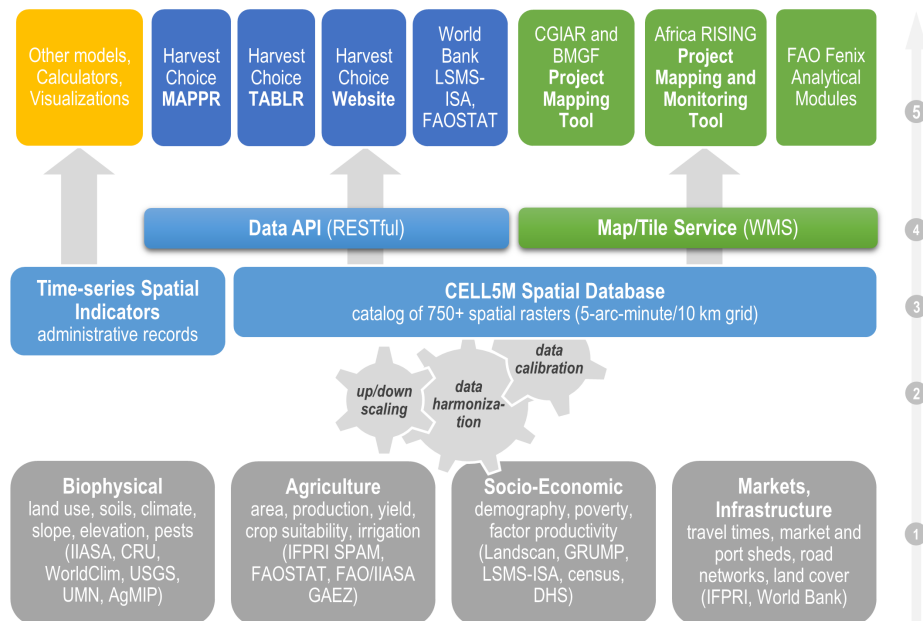 Other models,
Calculators,
Visualizations
Harvest
Choice
MAPPR
Harvest
Choice
TABLR
Harvest
Choice
Website
World
Bank
LSMS-
ISA,
FAOSTAT
CGIAR and
BMGF
Project
Mapping
Tool
Africa RISING
Project
Mapping and
Monitoring
Tool
FAO Fenix
Analytical
Modules
5
Data API (RESTful)
Map/Tile Service (WMS)
4
Time-series Spatial
Indicators
administrative records
CELL5M Spatial Database
catalog of 750+ spatial rasters (5-arc-minute/10 km grid)
3
up/down
scaling
data
harmoniza-
tion
data
calibration
2
Biophysical
land use, soils, climate,
slope, elevation, pests
(IIASA, CRU,
WorldClim, USGS,
UMN, AgMIP)
Agriculture
area, production, yield,
crop suitability, irrigation
(IFPRI SPAM,
FAOSTAT, FAO/IIASA
GAEZ)
Socio-Economic
demography, poverty,
factor productivity
(Landscan, GRUMP,
LSMS-ISA, census,
DHS)
Markets,
Infrastructure
travel times, market and
port sheds, road
networks, land cover
(IFPRI, World Bank)
1